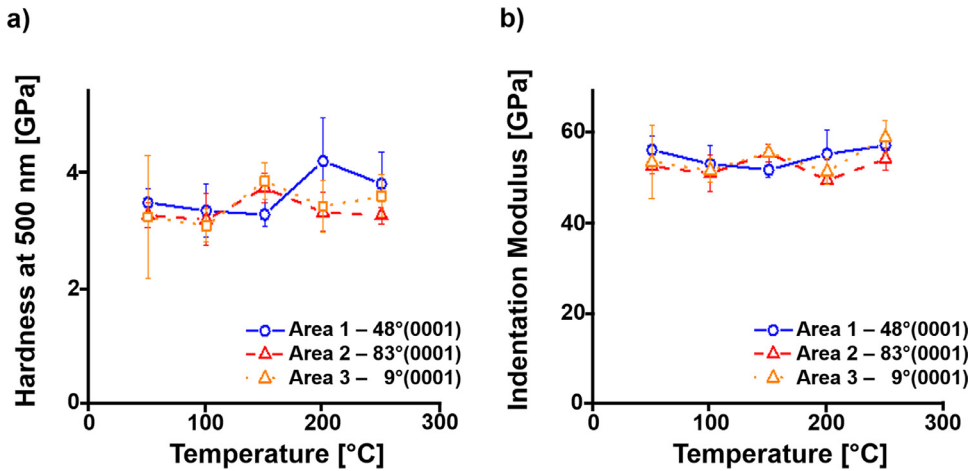 a)
Hardness at 500 nm [GPa]
4
2
0
0
100
200
300
Temperature [°C]
Area 1 – 48°(0001)
Area 2 – 83°(0001)
Area 3 – 9°(0001)
b)
Indentation Modulus [GPa]
60
40
20
0
0
100
200
300
Temperature [°C]
Area 1 – 48°(0001)
Area 2 – 83°(0001)
Area 3 – 9°(0001)